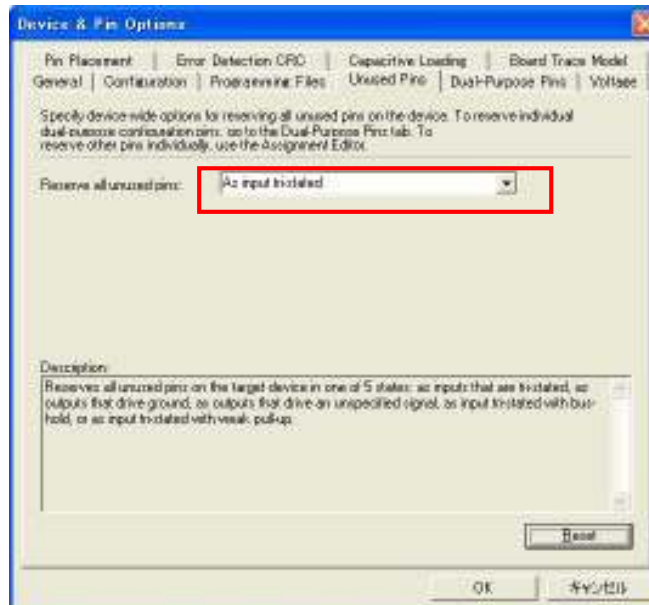 Device & Pin Options
Pin Placement Error Detection CRC Capacitive Loading Board Trace Model
General Configuration Programming Files Unused Pins Dual-Purpose Pins Voltage
Specify device-wide options for reserving all unused pins on the device. To reserve individual
dual-purpose configuration pins, go to the Dual-Purpose Pins tab. To
reserve other pins individually, use the Assignment Editor.
Reserve all unused pins: As input tri-stated
Description:
Reserves all unused pins on the target device in one of 5 states: as inputs that are tri-stated, as
outputs that drive ground, as outputs that drive an unspecified signal, as input tri-stated with bus-
hold, or as input tri-stated with weak pull-up.
Reset
OK キャンセル